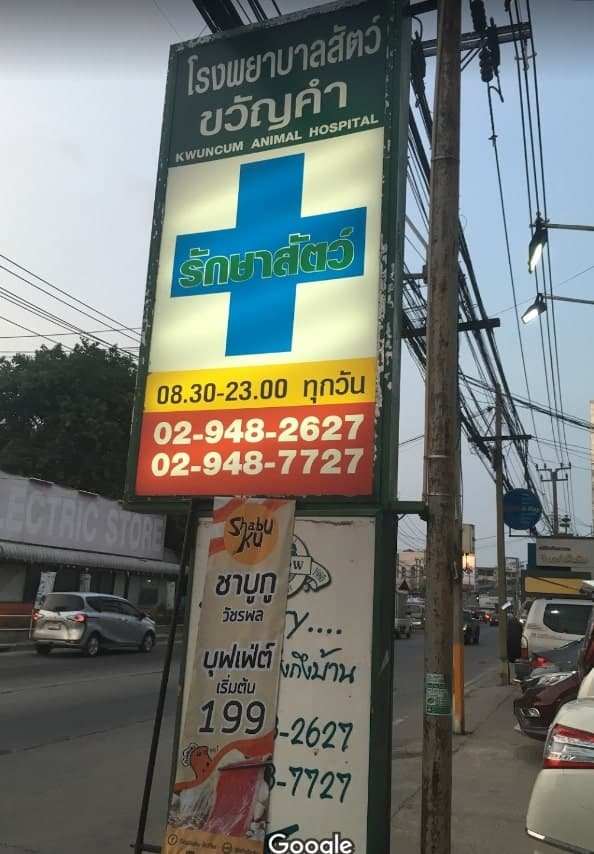 โรงพยาบาลสัตว์
ขวัญคำ
KWUNCUM ANIMAL HOSPITAL
รักษาสัตว์
08.30-23.00 ทุกวัน
02-948-2627
02-948-7727
ELECTRIC STORE
Shabu
KU
ชาบูกู
วัชรพล
บุฟเฟ่ต์
เริ่มต้น
199
-2627
-7727
Google